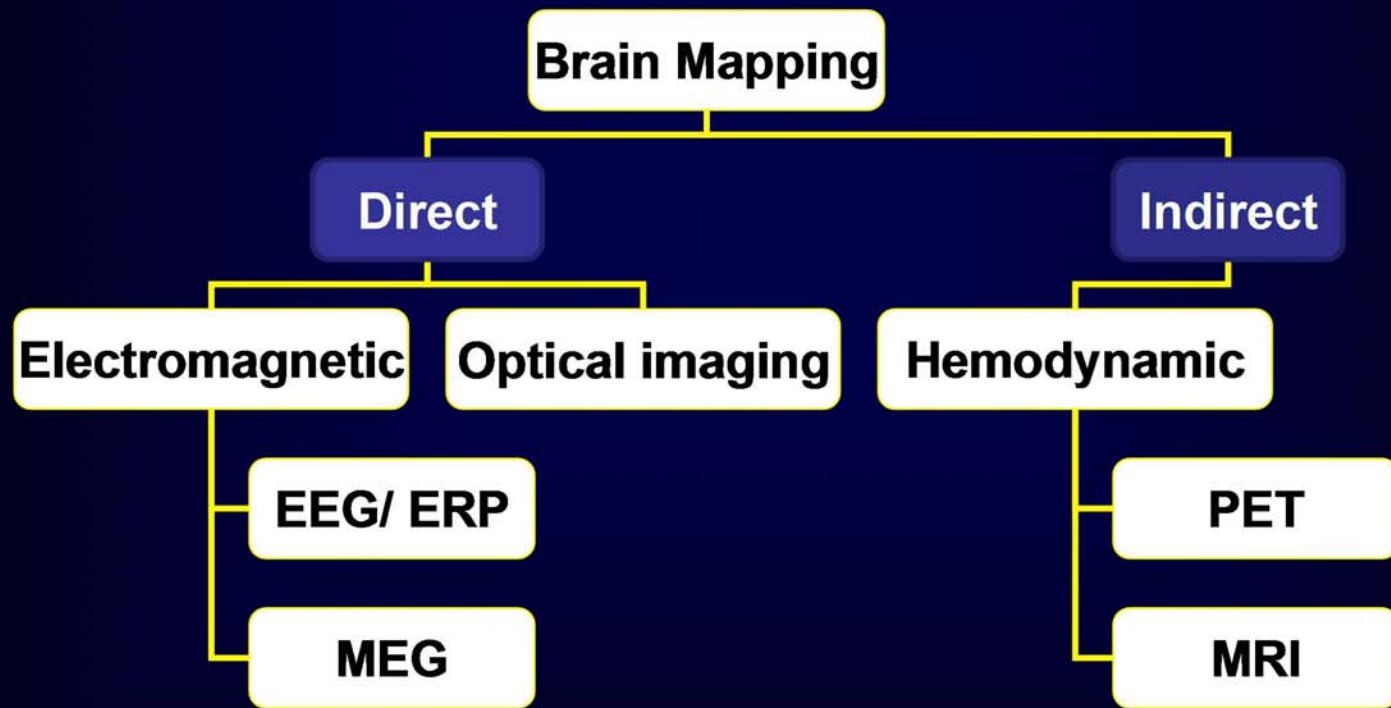 Brain Mapping
Direct
Indirect
Electromagnetic
Optical imaging
Hemodynamic
EEG/ ERP
PET
MEG
MRI